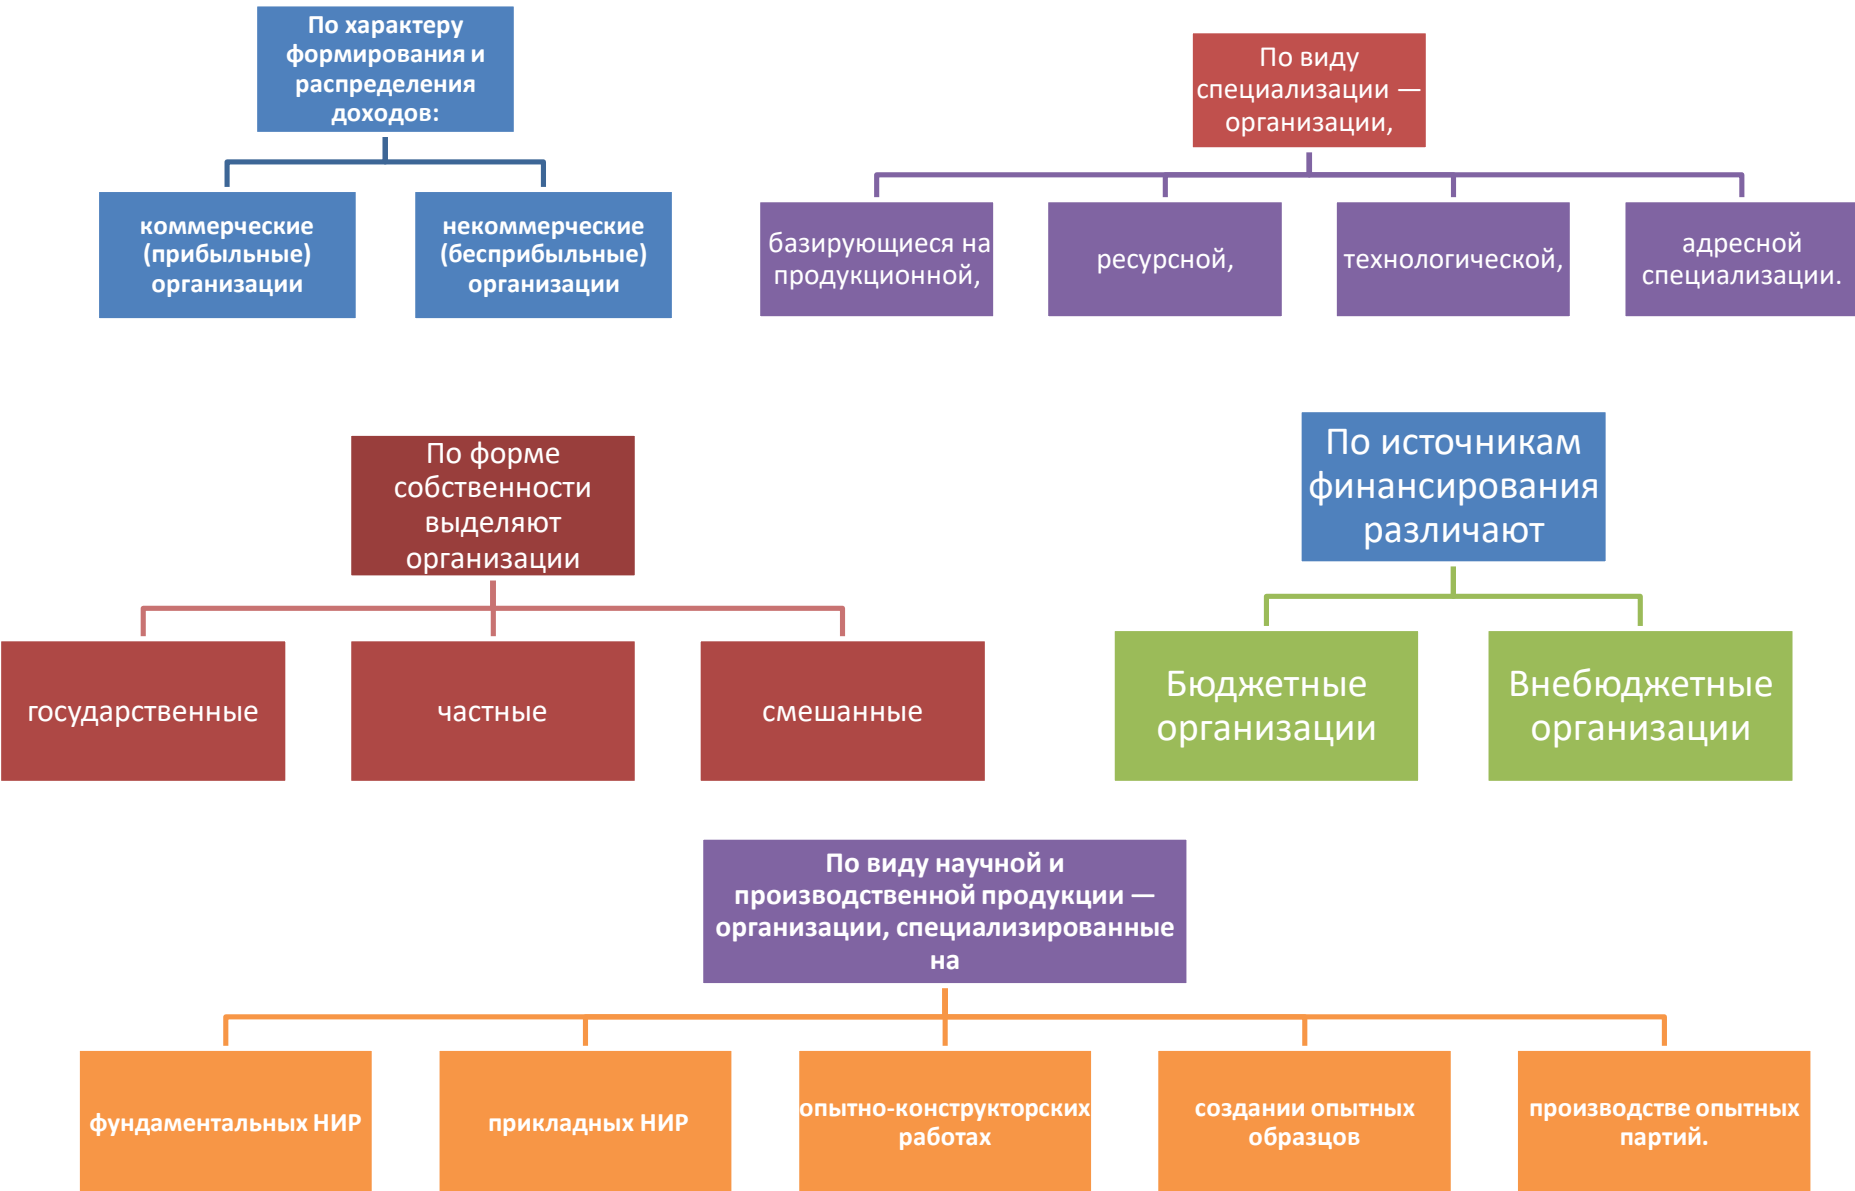 По характеру
формирования и
распределения
доходов:
коммерческие
(прибыльные)
организации
некоммерческие
(бесприбыльные)
организации
По виду
специализации —
организации,
базирующиеся на
продукционной,
ресурсной,
технологической,
адресной
специализации.
По форме
собственности
выделяют
организации
государственные
частные
смешанные
По источникам
финансирования
различают
Бюджетные
организации
Внебюджетные
организации
По виду научной и
производственной продукции —
организации, специализированные
на
фундаментальных НИР
прикладных НИР
опытно-конструкторских
работах
создании опытных
образцов
производстве опытных
партий.